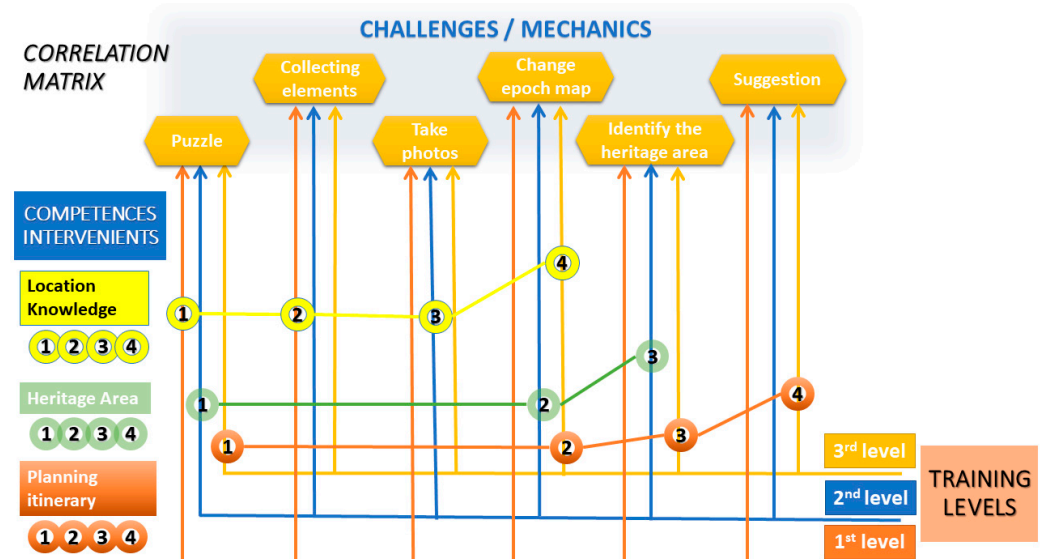 CHALLENGES / MECHANICS
CORRELATION
MATRIX
Collecting
elements
Change
epoch map
Suggestion
Puzzle
Take
photos
Identify the
heritage area
COMPETENCES
INTERVENIENTS
Location
Knowledge
1 2 3 4
Heritage Area
1 2 3 4
Planning
itinerary
1 2 3 4
1 2 3 4
1 2 3
1 2 3 4
3rd level
2nd level
1st level
TRAINING
LEVELS